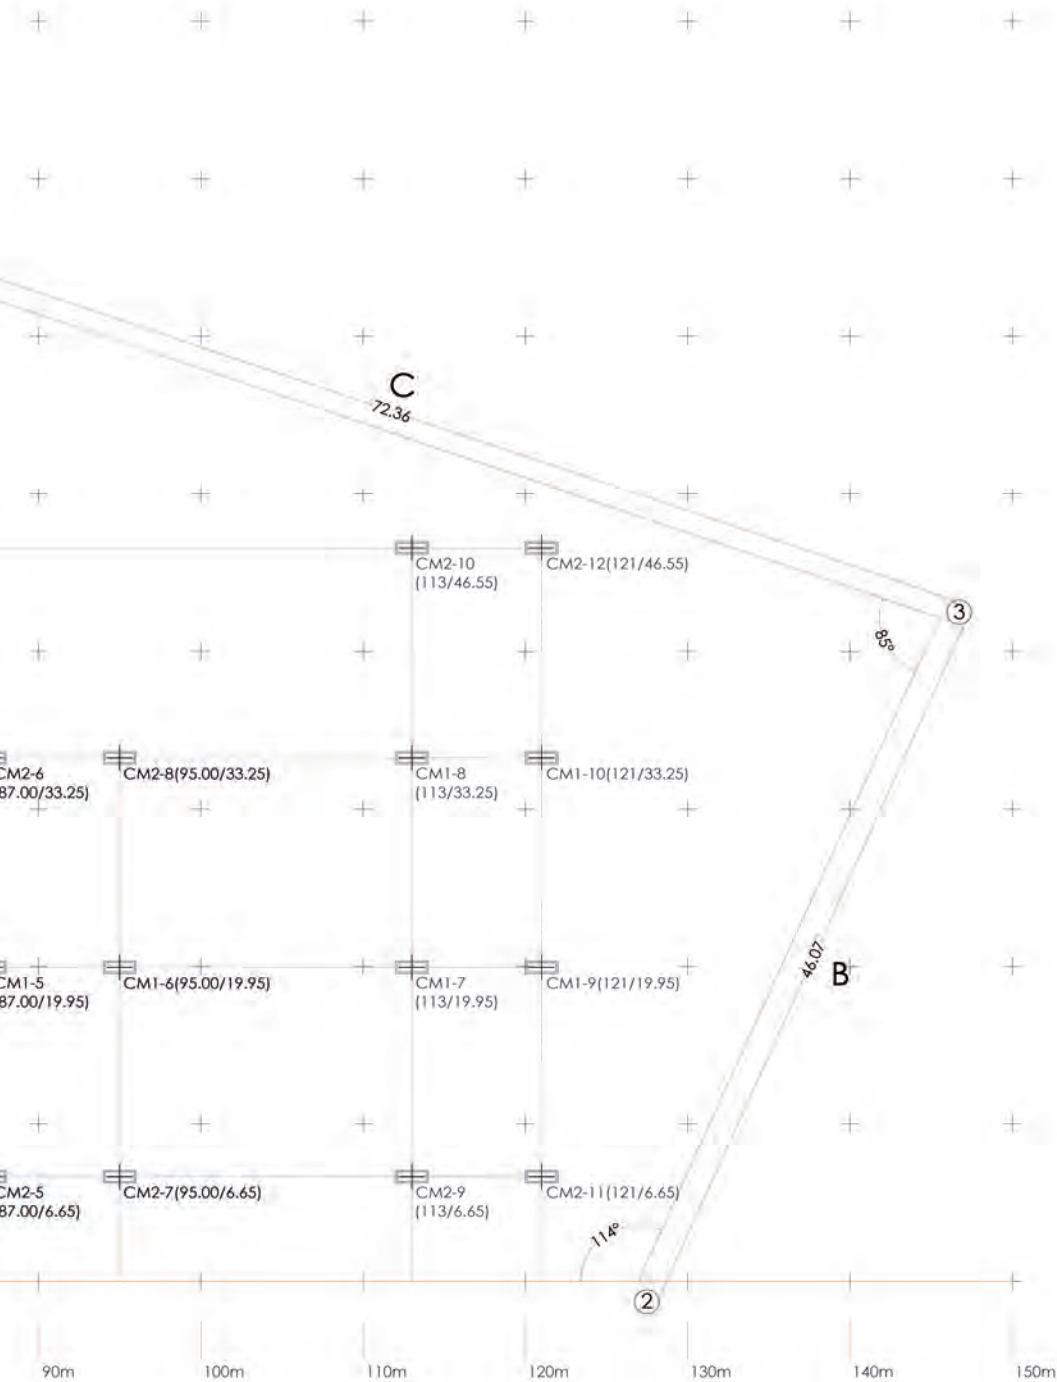 C
72.36
CM2-10
(113/46.55)
CM2-12(121/46.55)
3
85°
CM2-6
87.00/33.25)
CM2-8(95.00/33.25)
CM1-8
(113/33.25)
CM1-10(121/33.25)
46.07
B
CM1-5
87.00/19.95)
CM1-6(95.00/19.95)
CM1-7
(113/19.95)
CM1-9(121/19.95)
CM2-5
87.00/6.65)
CM2-7(95.00/6.65)
CM2-9
(113/6.65)
CM2-11(121/6.65)
114°
2
90m
100m
110m
120m
130m
140m
150m